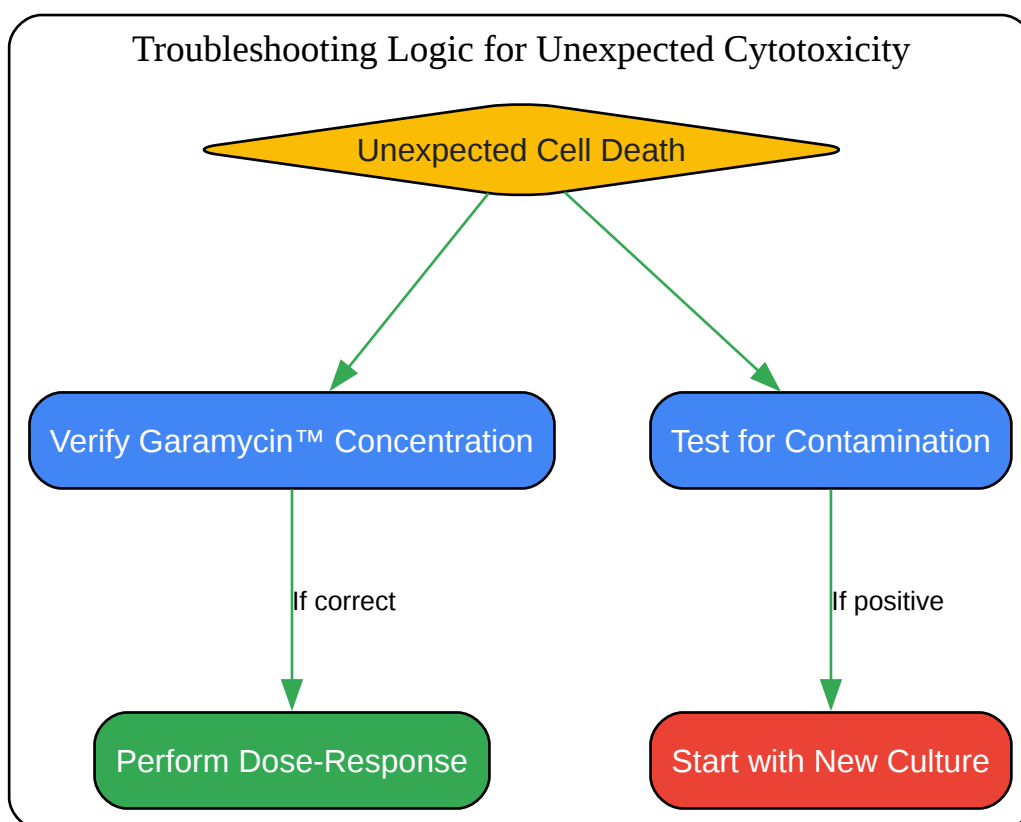 Troubleshooting Logic for Unexpected Cytotoxicity
Unexpected Cell Death
Verify Garamycin™ Concentration
Test for Contamination
If correct
If positive
Perform Dose-Response
Start with New Culture